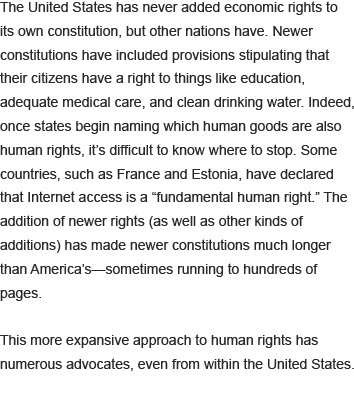 The United States has never added economic rights to
its own constitution, but other nations have. Newer
constitutions have included provisions stipulating that
their citizens have a right to things like education,
adequate medical care, and clean drinking water. Indeed,
once states begin naming which human goods are also
human rights, it’s difficult to know where to stop. Some
countries, such as France and Estonia, have declared
that Internet access is a “fundamental human right.” The
addition of newer rights (as well as other kinds of
additions) has made newer constitutions much longer
than America’s—sometimes running to hundreds of
pages.
This more expansive approach to human rights has
numerous advocates, even from within the United States.